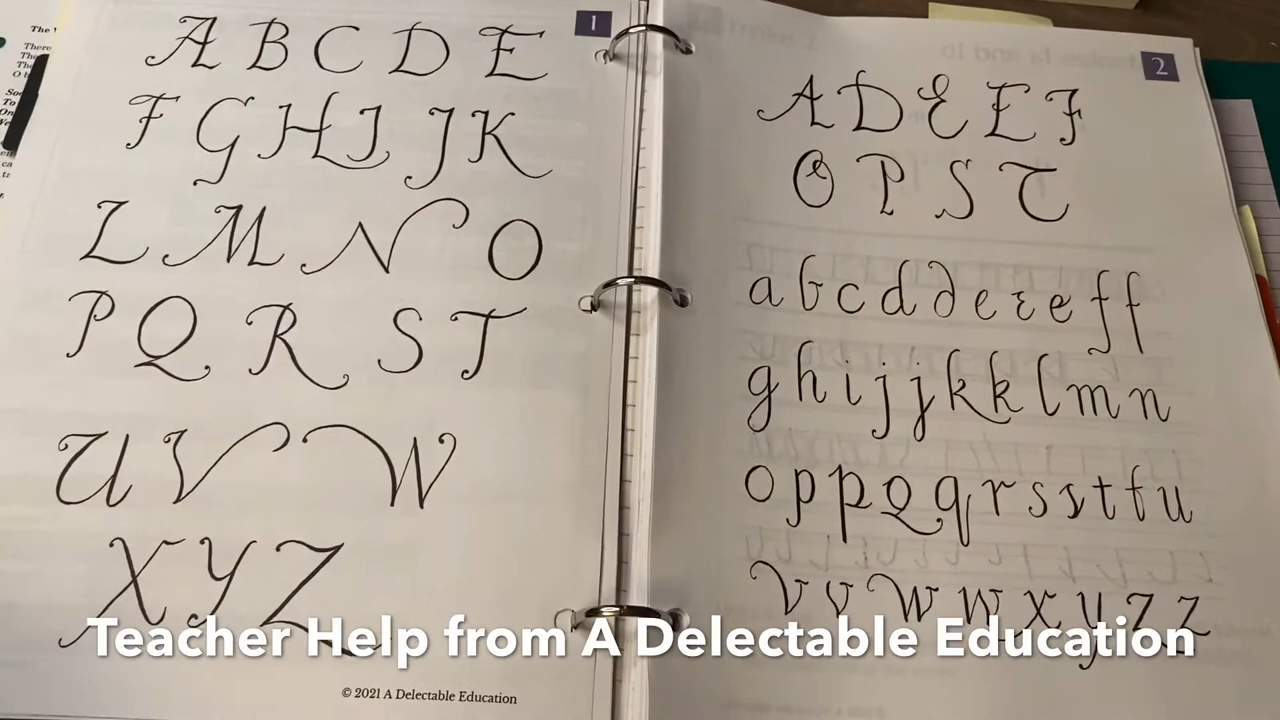 1
A B C D E
F G H I J K
L M N O
P Q R S T
U V W
X Y Z
© 2021 A Delectable Education
2
A D E E F
O P S T
a b c d d e e e f f
g h i j j k k l m n
o p p q q r s s t t u
v v w w x y z z
Teacher Help from A Delectable Education